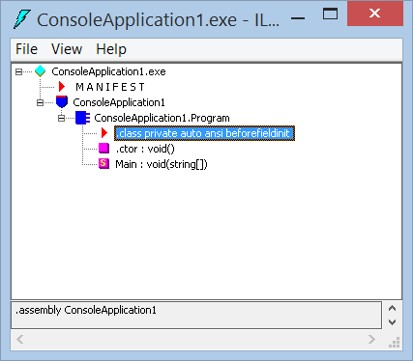 ConsoleApplication1.exe - IL...
File View Help
ConsoleApplication1.exe
M A N I F E S T
ConsoleApplication1
ConsoleApplication1.Program
.class private auto ansi beforefieldinit
.ctor : void()
S Main : void(string[])
.assembly ConsoleApplication1